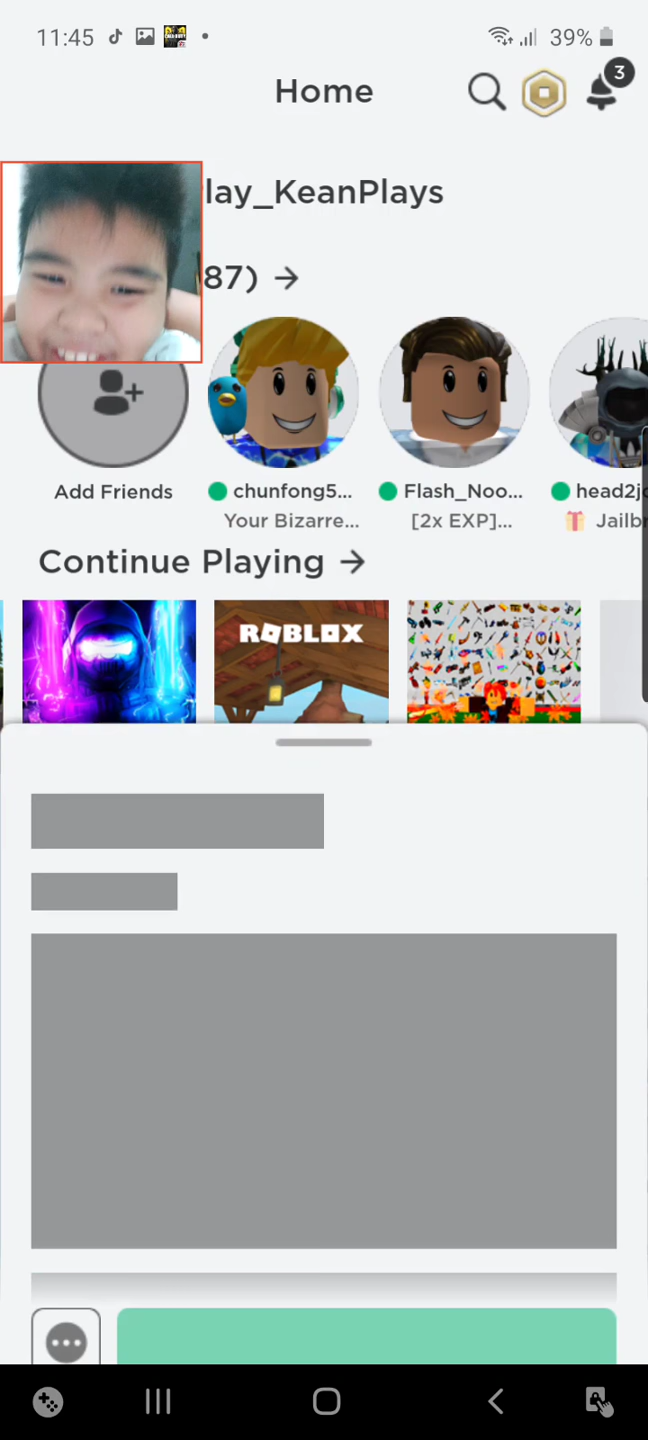 11:45
39%
Home
3
lay_KeanPlays
87)
Add Friends
chunfong5...
Flash_Noo...
head2j
Your Bizarre...
[2x EXP]...
Jailb
Continue Playing
ROBLOX